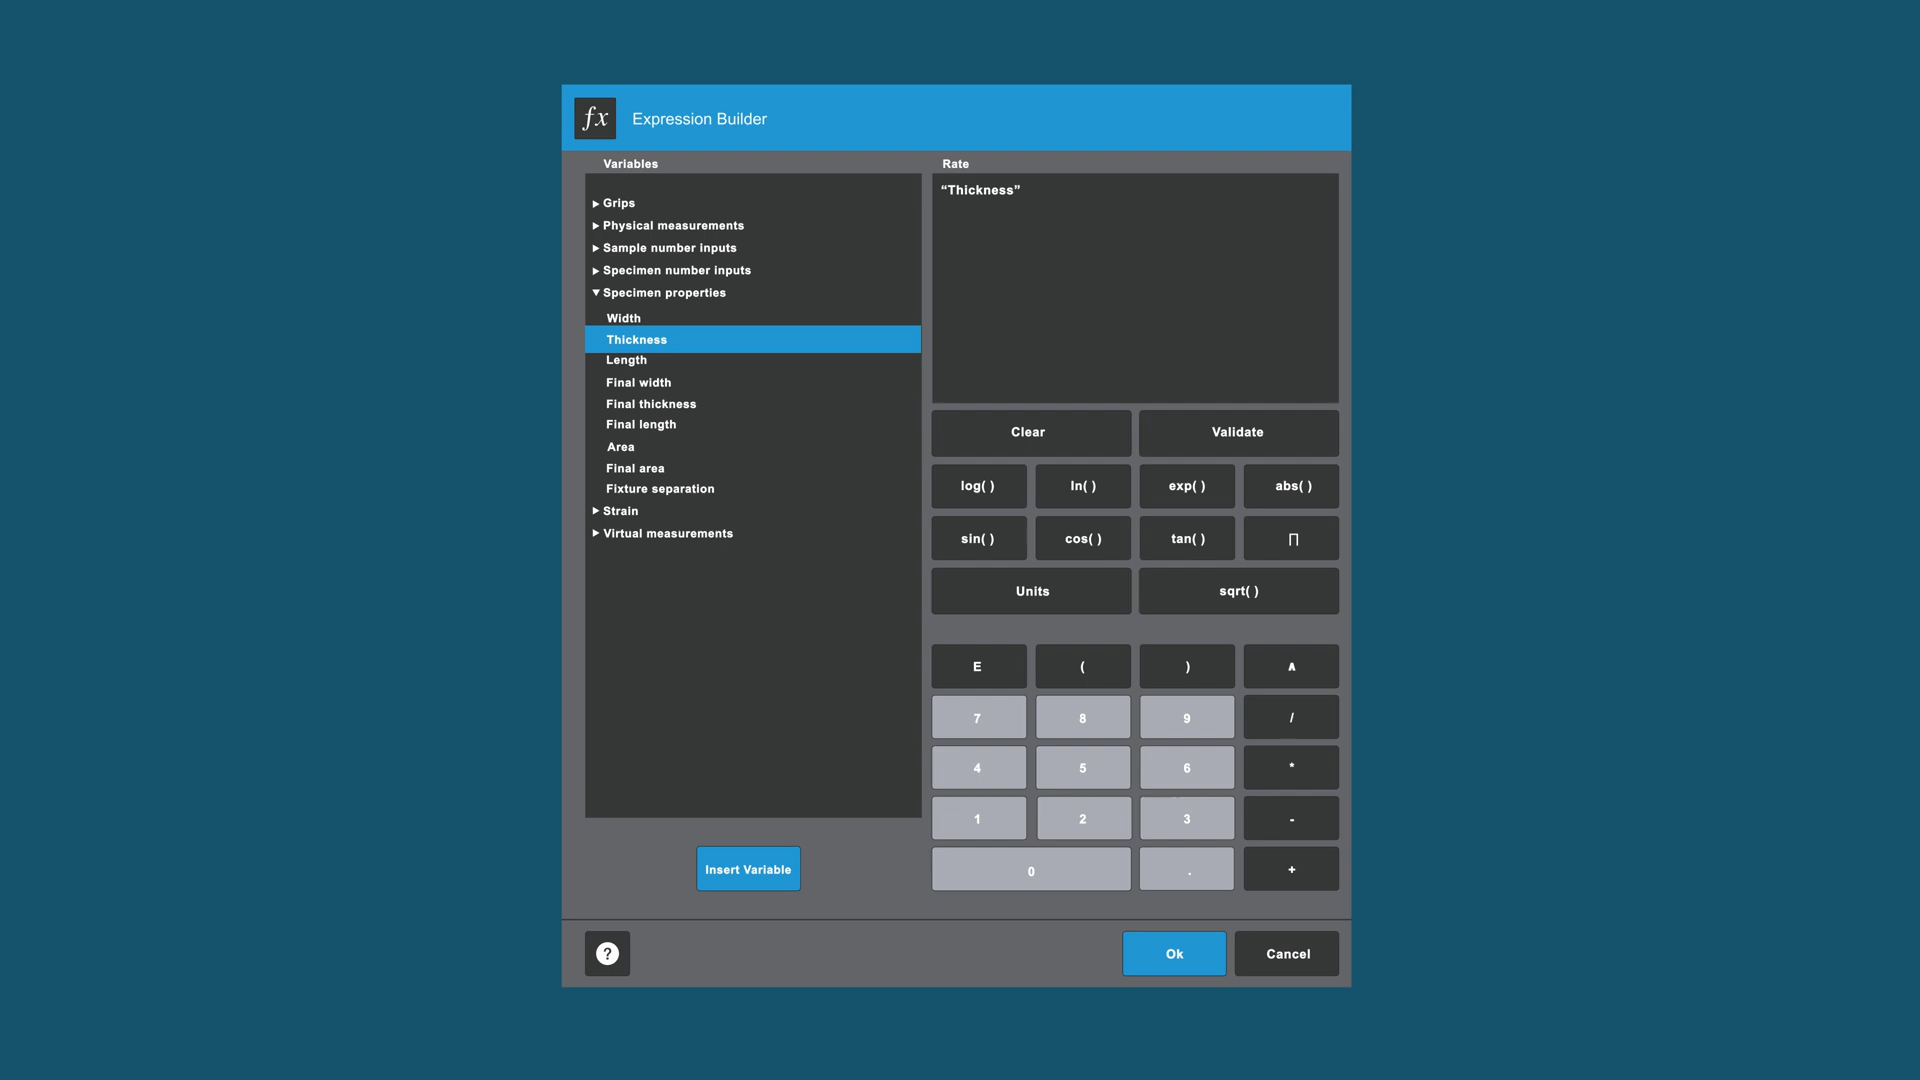 fx Expression Builder
Variables
Grips
Physical measurements
Sample number inputs
Specimen number inputs
Specimen properties
Width
Thickness
Length
Final width
Final thickness
Final length
Area
Final area
Fixture separation
Strain
Virtual measurements
Insert Variable
Rate
“Thickness”
Clear Validate
log( ) ln( ) exp( ) abs( )
sin( ) cos( ) tan( ) ∏
Units sqrt( )
E ( ) ∧
7 8 9 /
4 5 6 *
1 2 3 -
0 . +
? Ok Cancel